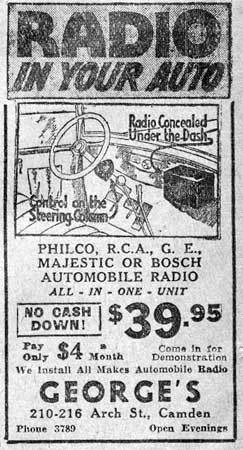 RADIO
IN YOUR AUTO
Radio Concealed
Under the Dash
Control on the
Steering Column
PHILCO, R.C.A., G. E.,
MAJESTIC OR BOSCH
AUTOMOBILE RADIO
ALL - IN - ONE - UNIT
NO CASH
DOWN!
$39.95
Pay
Only $4 a
Month
Come in for
Demonstration
We Install All Makes Automobile Radio
GEORGE'S
210-216 Arch St., Camden
Phone 3789 Open Evenings